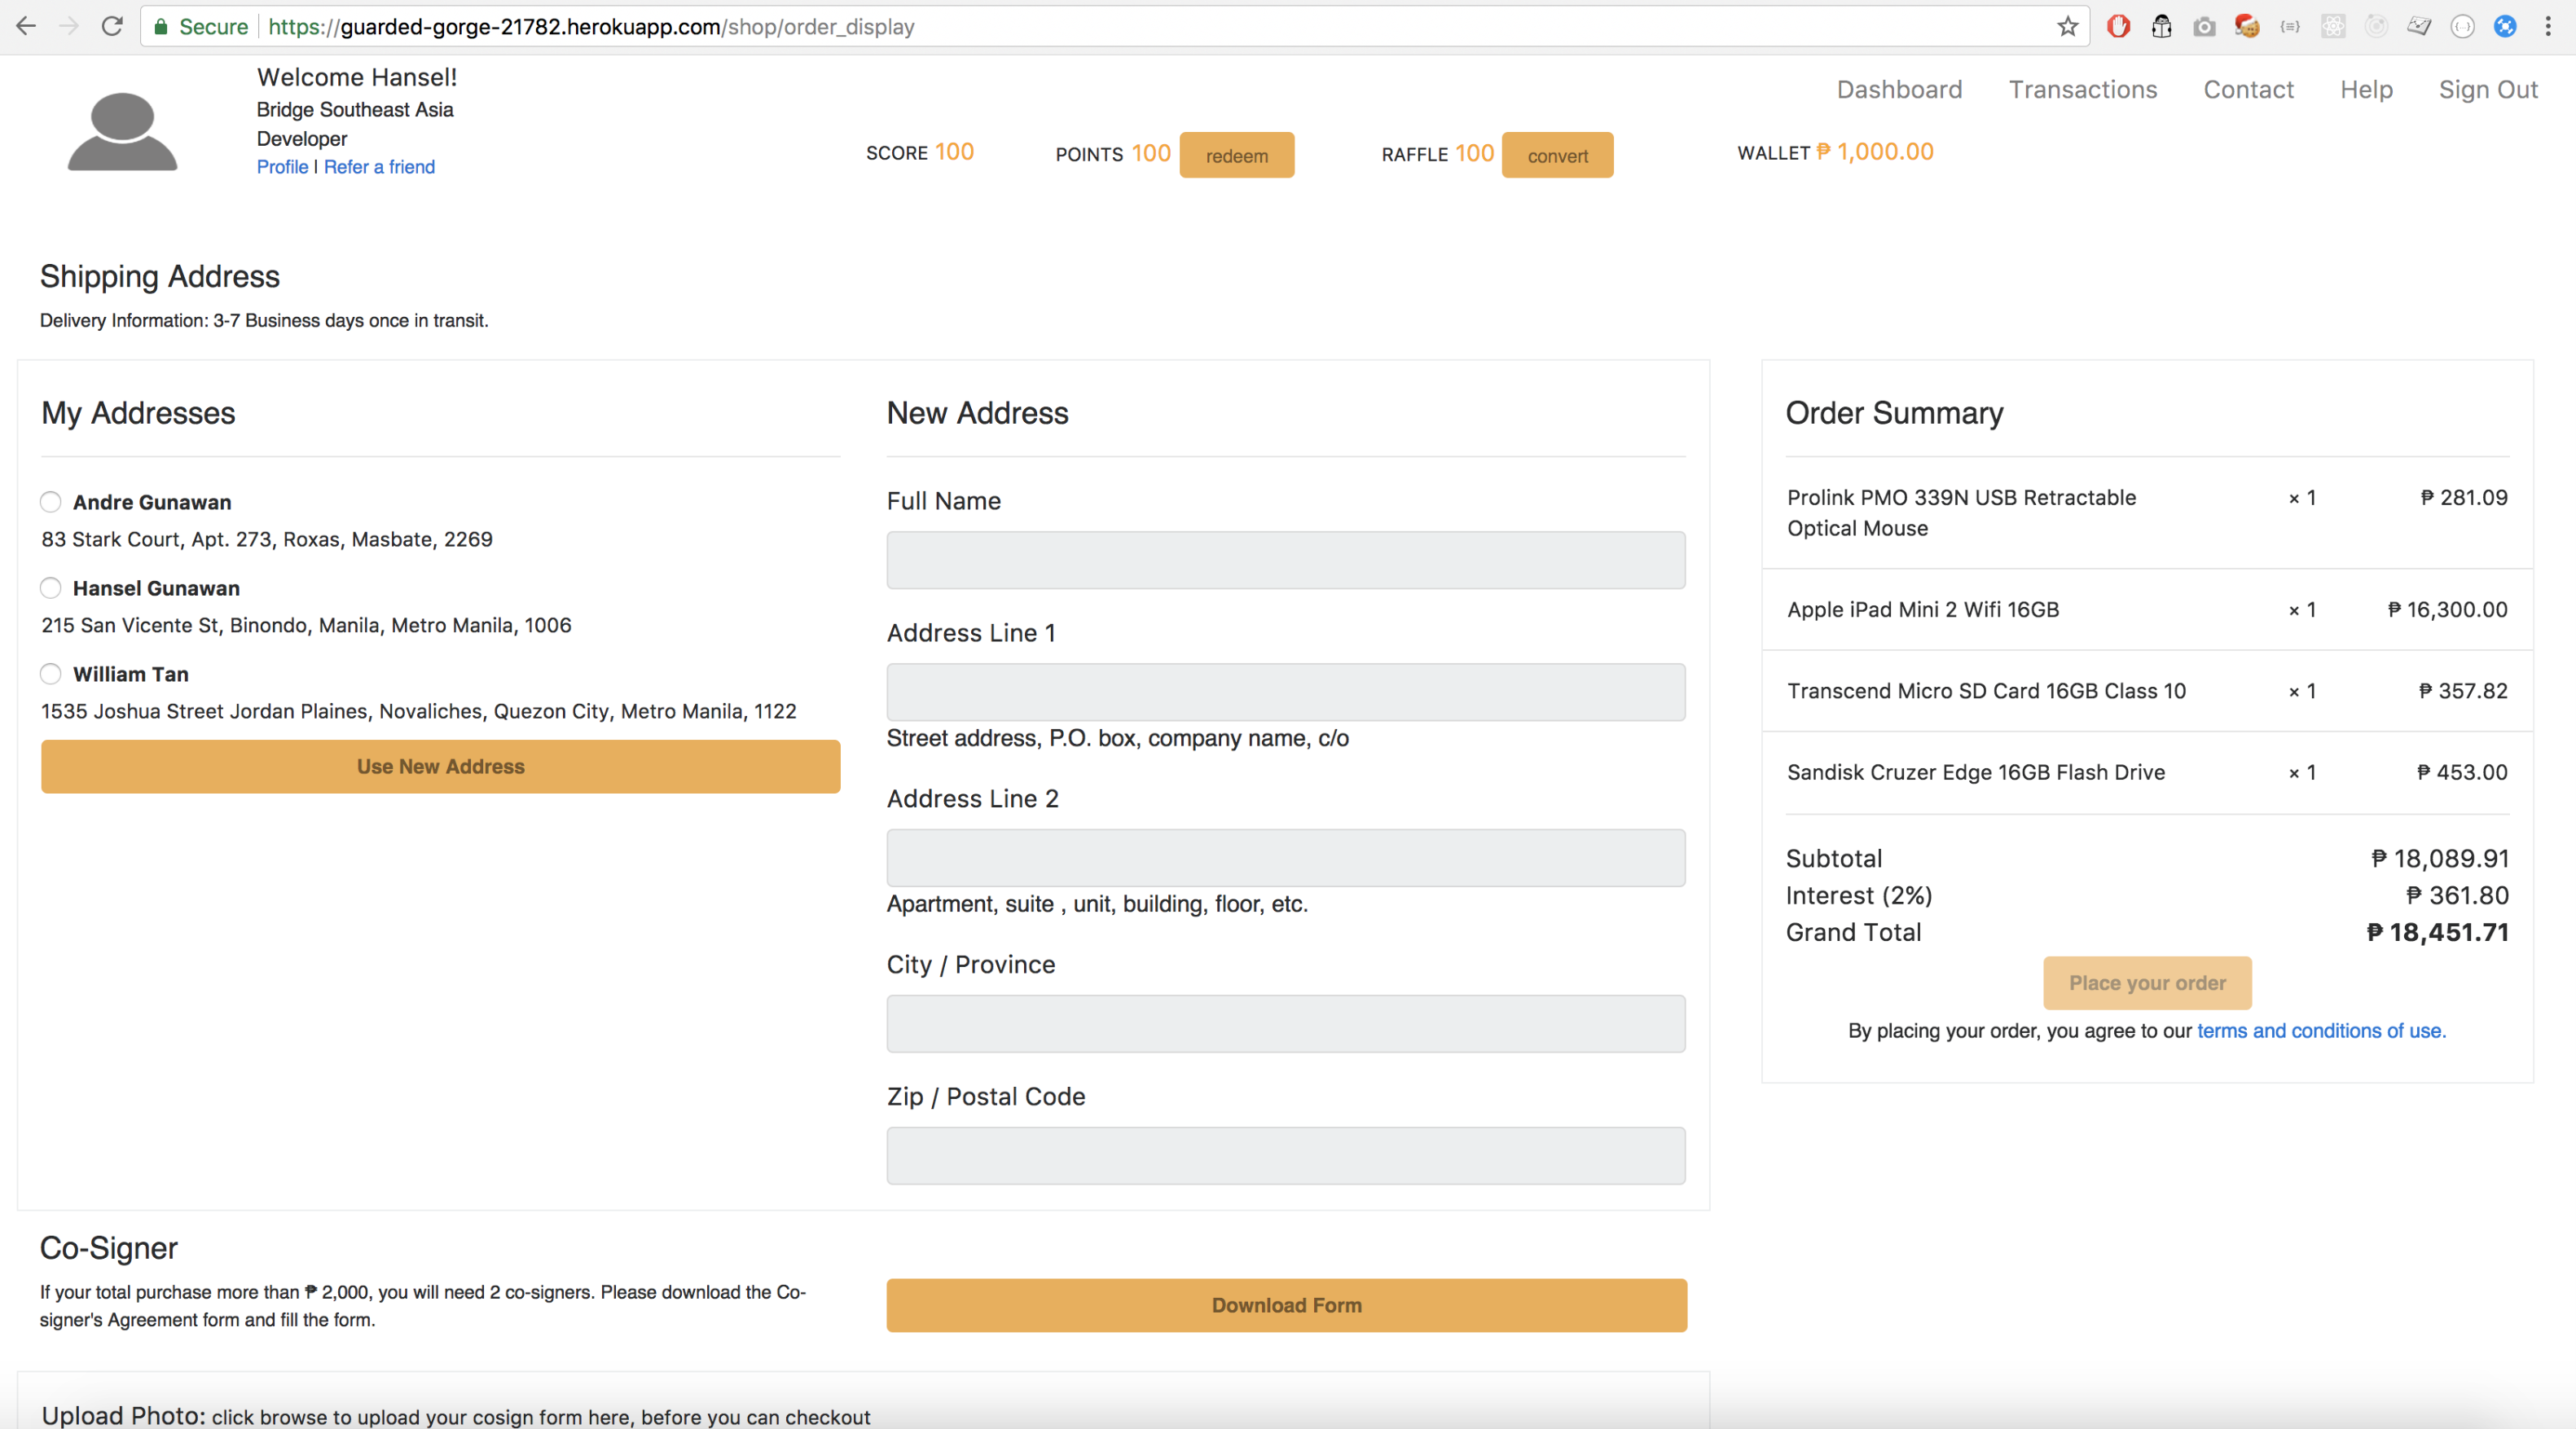 Secure https://guarded-gorge-21782.herokuapp.com/shop/order_display
Welcome Hansel!
Bridge Southeast Asia
Developer
Profile | Refer a friend
SCORE 100
POINTS 100 redeem
RAFFLE 100 convert
WALLET ₱ 1,000.00
Dashboard Transactions Contact Help Sign Out
Shipping Address
Delivery Information: 3-7 Business days once in transit.
My Addresses
Andre Gunawan
83 Stark Court, Apt. 273, Roxas, Masbate, 2269
Hansel Gunawan
215 San Vicente St, Binondo, Manila, Metro Manila, 1006
William Tan
1535 Joshua Street Jordan Plaines, Novaliches, Quezon City, Metro Manila, 1122
Use New Address
New Address
Full Name
Address Line 1
Street address, P.O. box, company name, c/o
Address Line 2
Apartment, suite , unit, building, floor, etc.
City / Province
Zip / Postal Code
Order Summary
Prolink PMO 339N USB Retractable × 1 ₱ 281.09
Optical Mouse
Apple iPad Mini 2 Wifi 16GB × 1 ₱ 16,300.00
Transcend Micro SD Card 16GB Class 10 × 1 ₱ 357.82
Sandisk Cruzer Edge 16GB Flash Drive × 1 ₱ 453.00
Subtotal ₱ 18,089.91
Interest (2%) ₱ 361.80
Grand Total ₱ 18,451.71
Place your order
By placing your order, you agree to our terms and conditions of use.
Co-Signer
If your total purchase more than ₱ 2,000, you will need 2 co-signers. Please download the Co-
signer's Agreement form and fill the form.
Download Form
Upload Photo: click browse to upload your cosign form here, before you can checkout